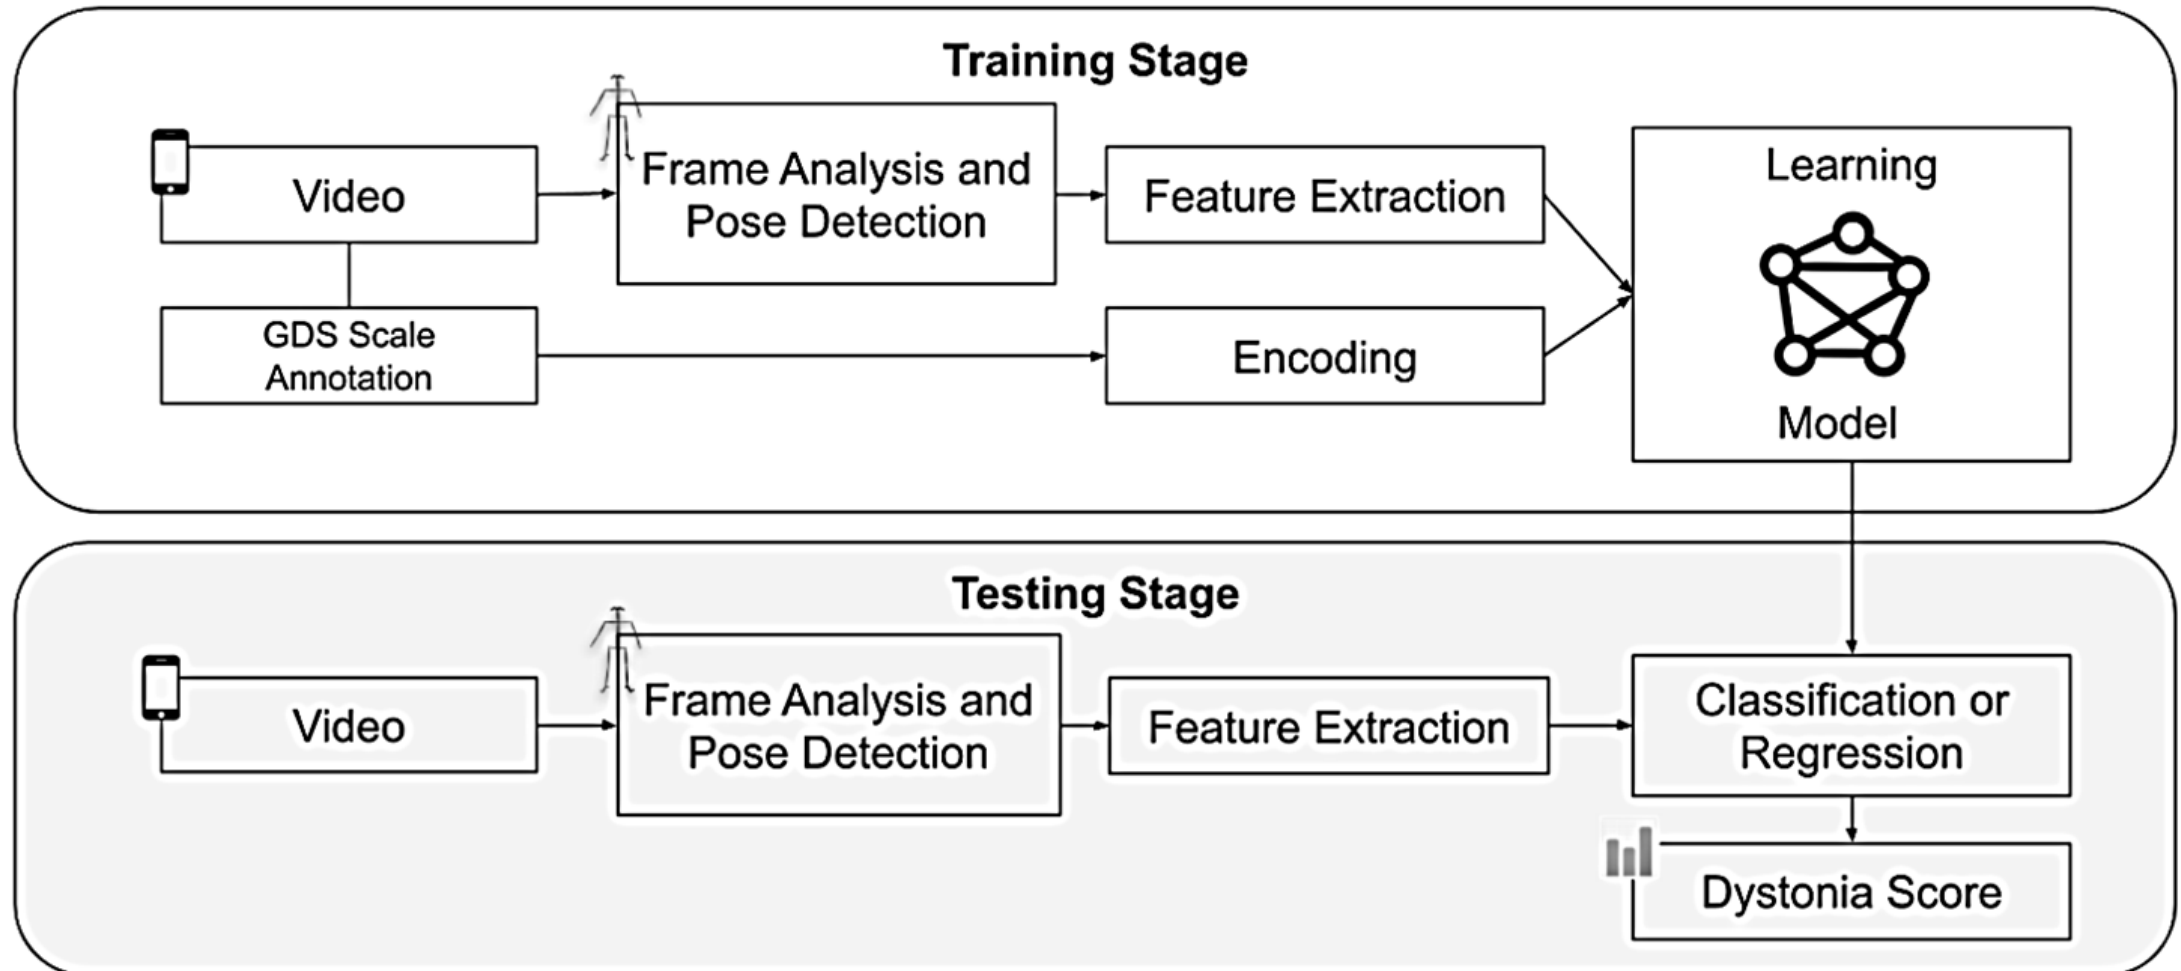 Training Stage
Video
Frame Analysis and
Pose Detection
Feature Extraction
Learning
Model
GDS Scale
Annotation
Encoding
Testing Stage
Video
Frame Analysis and
Pose Detection
Feature Extraction
Classification or
Regression
Dystonia Score